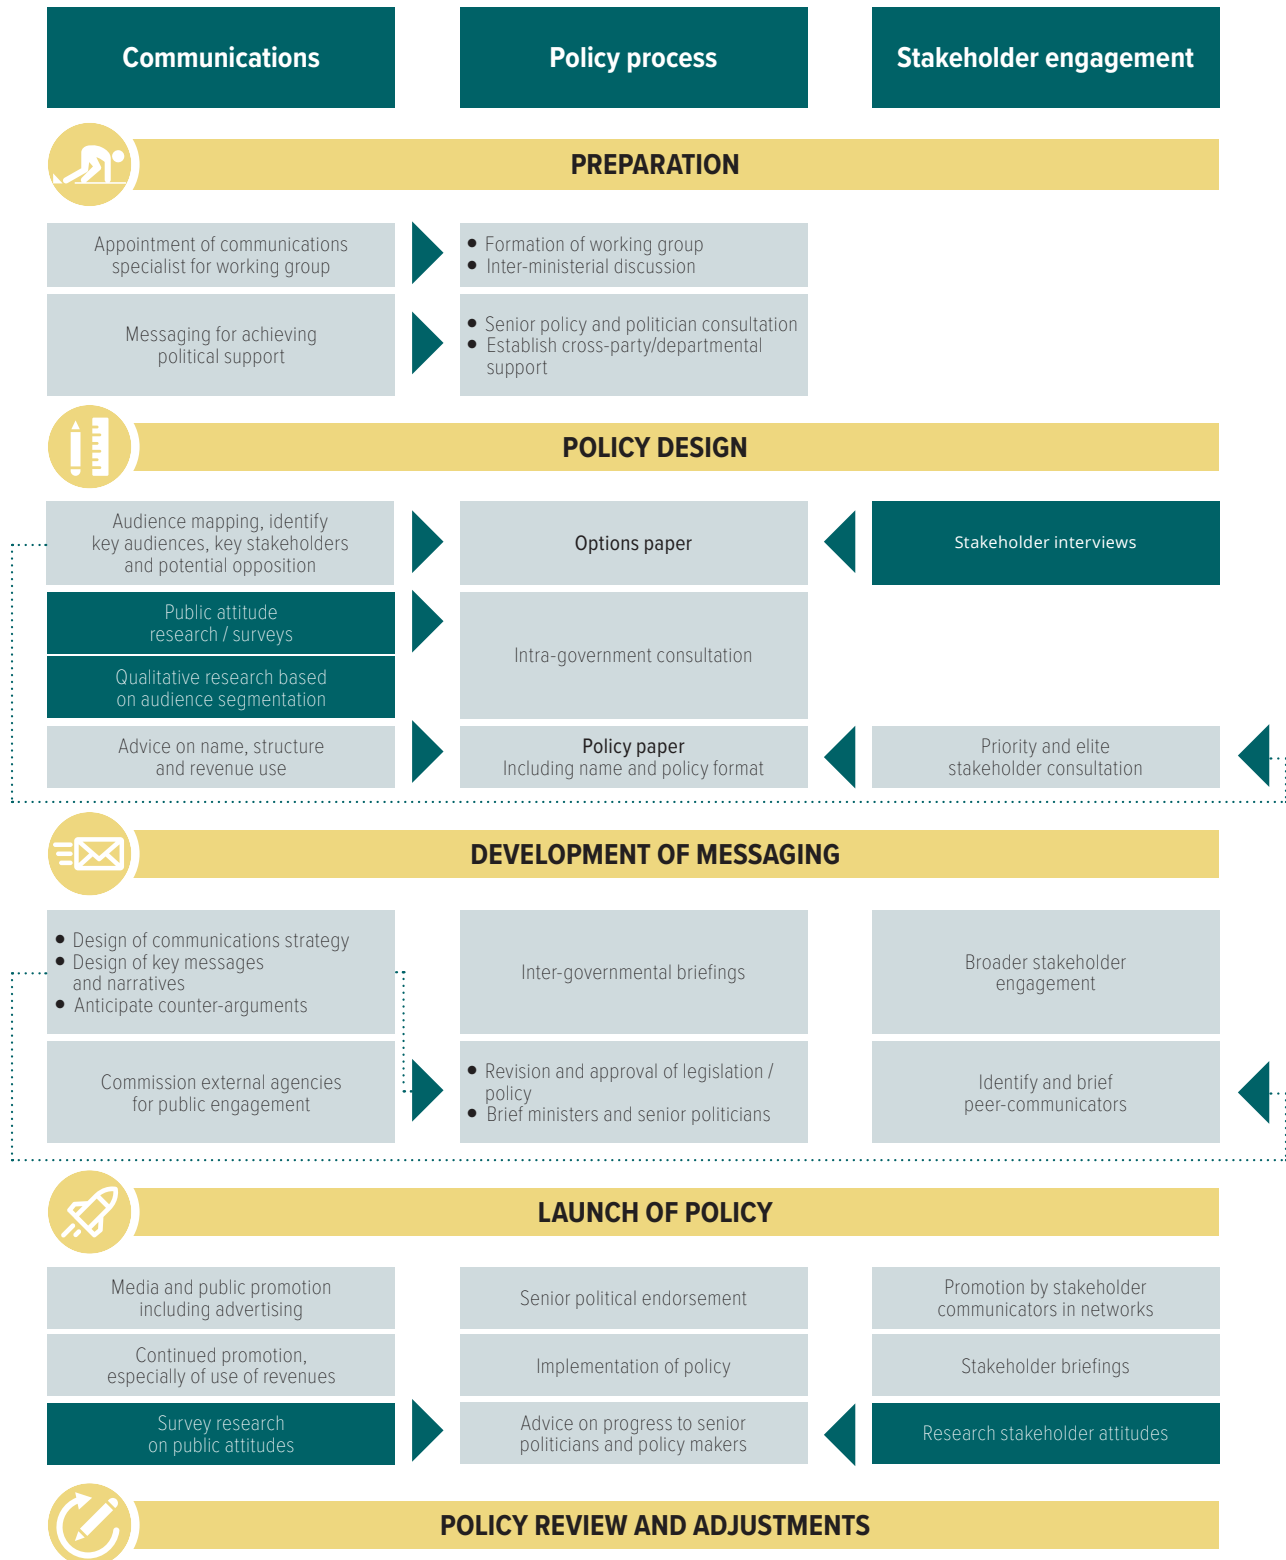 Communications
Policy process
Stakeholder engagement
PREPARATION
Appointment of communications
specialist for working group
• Formation of working group
• Inter-ministerial discussion
Messaging for achieving
political support
• Senior policy and politician consultation
• Establish cross-party/departmental
support
POLICY DESIGN
Audience mapping, identify
key audiences, key stakeholders
and potential opposition
Options paper
Stakeholder interviews
Public attitude
research / surveys
Qualitative research based
on audience segmentation
Intra-government consultation
Advice on name, structure
and revenue use
Policy paper
Including name and policy format
Priority and elite
stakeholder consultation
DEVELOPMENT OF MESSAGING
• Design of communications strategy
• Design of key messages
and narratives
• Anticipate counter-arguments
Inter-governmental briefings
Broader stakeholder
engagement
Commission external agencies
for public engagement
• Revision and approval of legislation /
policy
• Brief ministers and senior politicians
Identify and brief
peer-communicators
LAUNCH OF POLICY
Media and public promotion
including advertising
Senior political endorsement
Promotion by stakeholder
communicators in networks
Continued promotion,
especially of use of revenues
Implementation of policy
Stakeholder briefings
Survey research
on public attitudes
Advice on progress to senior
politicians and policy makers
Research stakeholder attitudes
POLICY REVIEW AND ADJUSTMENTS